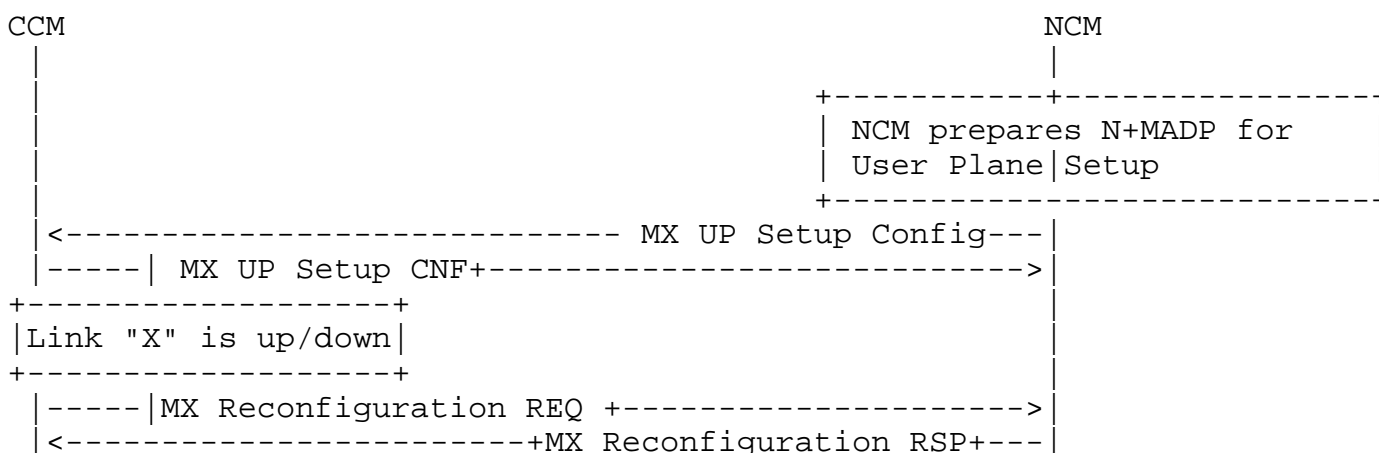 CCM NCM
NCM prepares N+MADP for
User Plane|Setup
MX UP Setup Config
MX UP Setup CNF
Link "X" is up/down
MX Reconfiguration REQ
MX Reconfiguration RSP